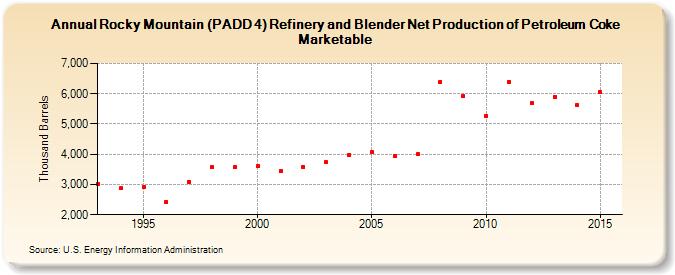 Annual Rocky Mountain (PADD 4) Refinery and Blender Net Production of Petroleum Coke
Marketable
Thousand Barrels
7,000
6,000
5,000
4,000
3,000
2,000
1995
2000
2005
2010
2015
Source: U.S. Energy Information Administration